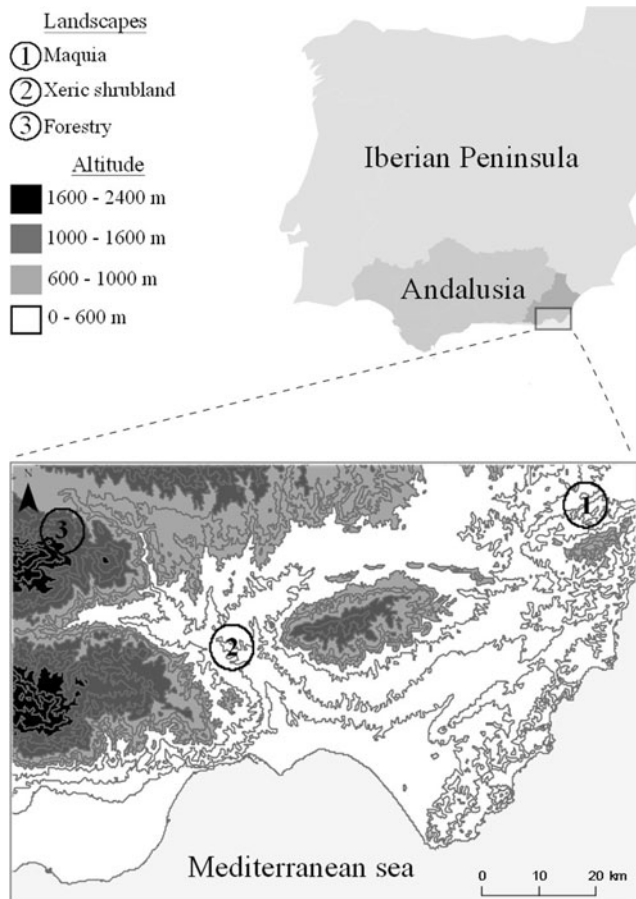 Landscapes
1 Maquia
2 Xeric shrubland
3 Forestry
Altitude
1600 - 2400 m
1000 - 1600 m
600 - 1000 m
0 - 600 m
Iberian Peninsula
Andalusia
N
1
3
2
Mediterranean sea
0 10 20 km